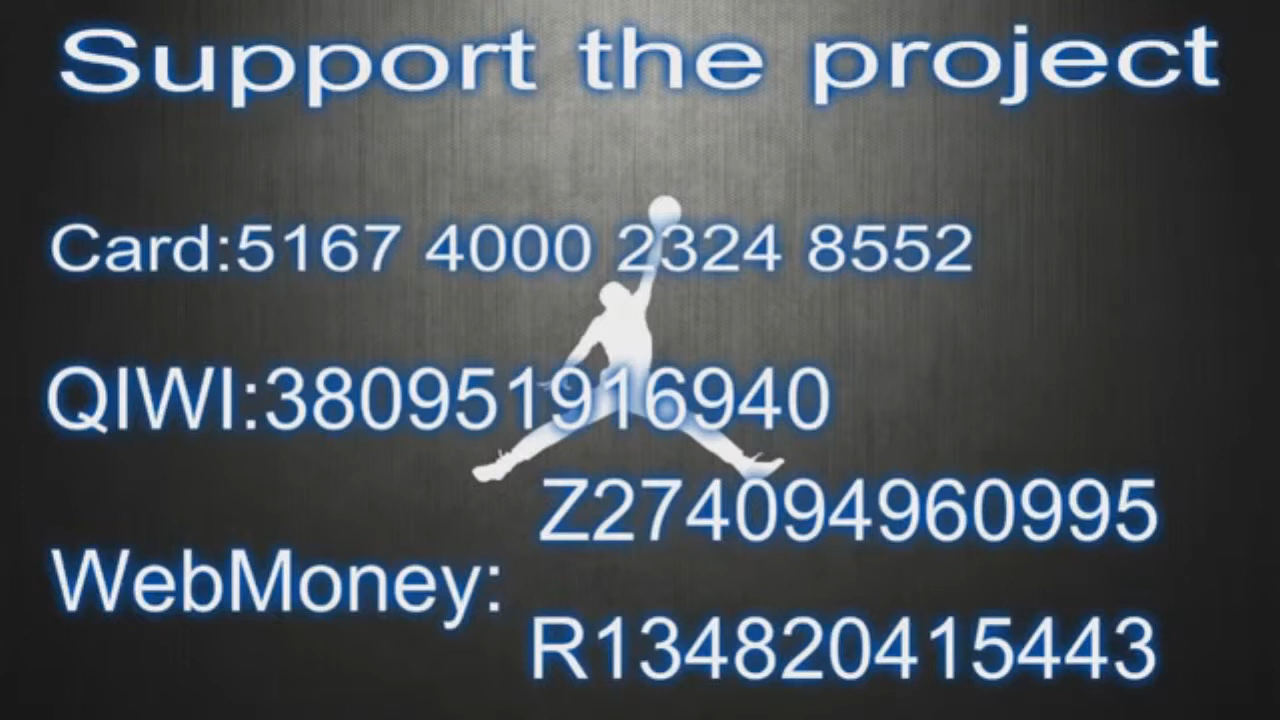 Support the project
Card:5167 4000 2324 8552
QIWI:380951916940
Z274094960995
WebMoney:
R134820415443